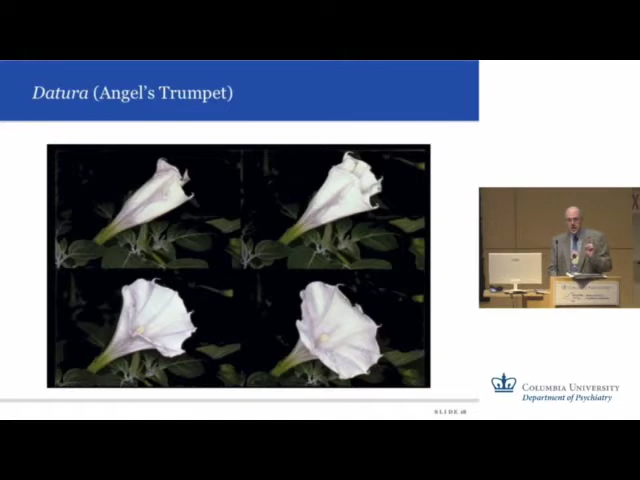 Datura (Angel's Trumpet)
COLUMBIA UNIVERSITY
Department of Psychiatry
SLIDE 18